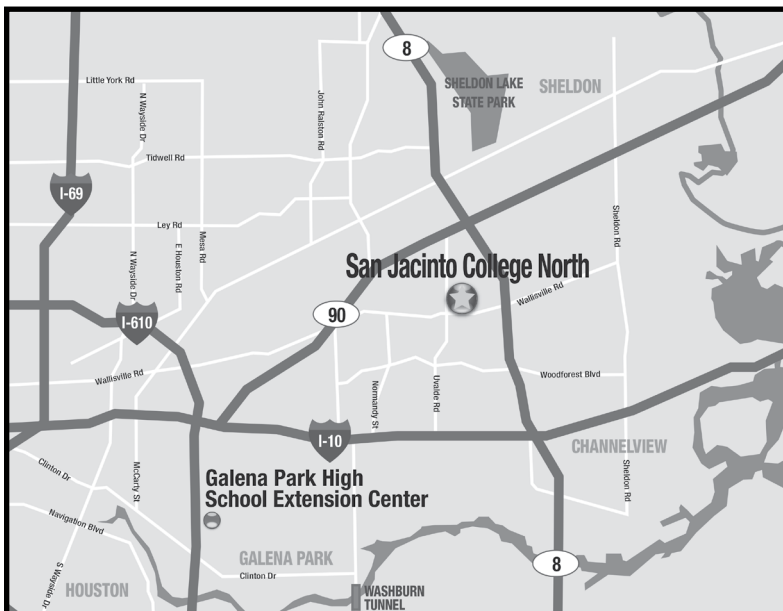 8
SHELDON LAKE
STATE PARK
SHELDON
Little York Rd
N Wayside Dr
John Ralston Rd
Tidwell Rd
I-69
Ley Rd
E Houston Rd
Mesa Rd
Sheldon Rd
N Wayside Dr
San Jacinto College North
Wallisville Rd
I-610
90
Wallisville Rd
Normandy St
Uvalde Rd
Woodforest Blvd
I-10
CHANNELVIEW
Clinton Dr
McCarty St
Galena Park High
School Extension Center
Sheldon Rd
Navigation Blvd
GALENA PARK
Clinton Dr
8
S Wayside Dr
HOUSTON
WASHBURN
TUNNEL